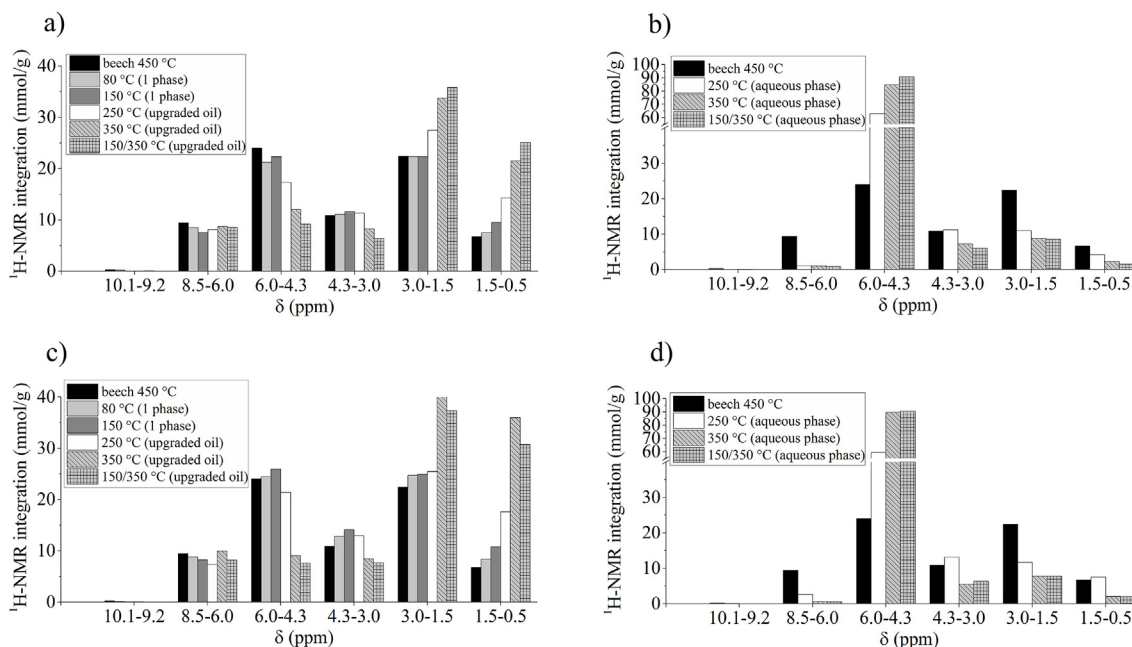 a)
beech 450 °C
80 °C (1 phase)
150 °C (1 phase)
250 °C (upgraded oil)
350 °C (upgraded oil)
150/350 °C (upgraded oil)
¹H-NMR integration (mmol/g)
40
30
20
10
0
10.1-9.2 8.5-6.0 6.0-4.3 4.3-3.0 3.0-1.5 1.5-0.5
δ (ppm)
b)
beech 450 °C
250 °C (aqueous phase)
350 °C (aqueous phase)
150/350 °C (aqueous phase)
¹H-NMR integration (mmol/g)
100
90
80
70
60
30
20
10
0
10.1-9.2 8.5-6.0 6.0-4.3 4.3-3.0 3.0-1.5 1.5-0.5
δ (ppm)
c)
beech 450 °C
80 °C (1 phase)
150 °C (1 phase)
250 °C (upgraded oil)
350 °C (upgraded oil)
150/350 °C (upgraded oil)
¹H-NMR integration (mmol/g)
40
30
20
10
0
10.1-9.2 8.5-6.0 6.0-4.3 4.3-3.0 3.0-1.5 1.5-0.5
δ (ppm)
d)
beech 450 °C
250 °C (aqueous phase)
350 °C (aqueous phase)
150/350 °C (aqueous phase)
¹H-NMR integration (mmol/g)
100
90
80
70
60
30
20
10
0
10.1-9.2 8.5-6.0 6.0-4.3 4.3-3.0 3.0-1.5 1.5-0.5
δ (ppm)